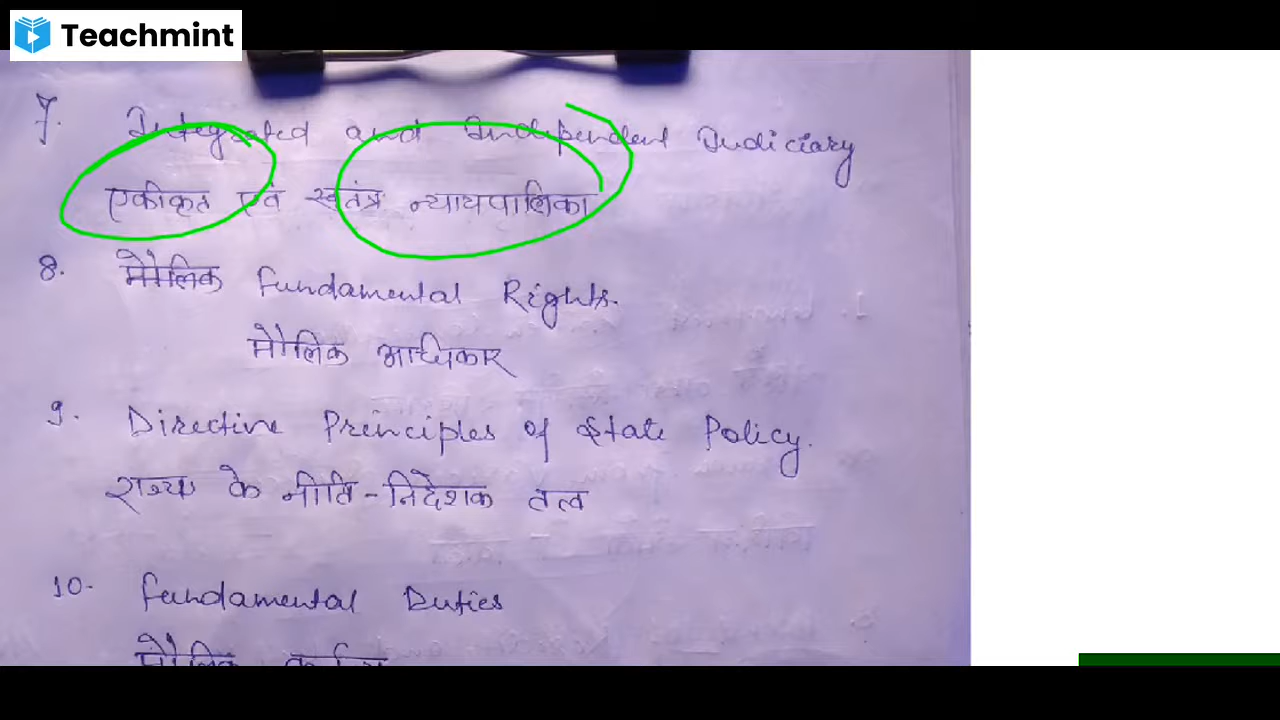 Teachmint
7. Integrated and Independent Judiciary
एकीकृत एवं स्वतंत्र न्यायपालिका
8. मौलिक Fundamental Rights.
मौलिक अधिकार
9. Directive Principles of State Policy.
राज्य के नीति-निदेशक तत्व
10. Fundamental Duties
मौलिक